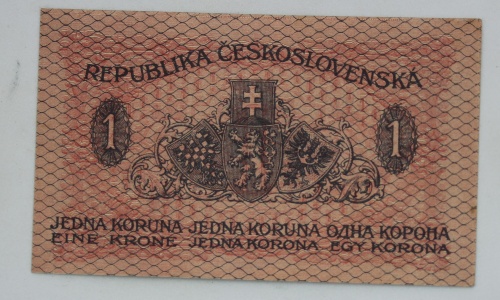 REPUBLIKA ČESKOSLOVENSKÁ
1 1
JEDNA KORUNA JEDNA KORUNA ОДНА КОРОНА
EINE KRONE JEDNA KORONA EGY KORONA